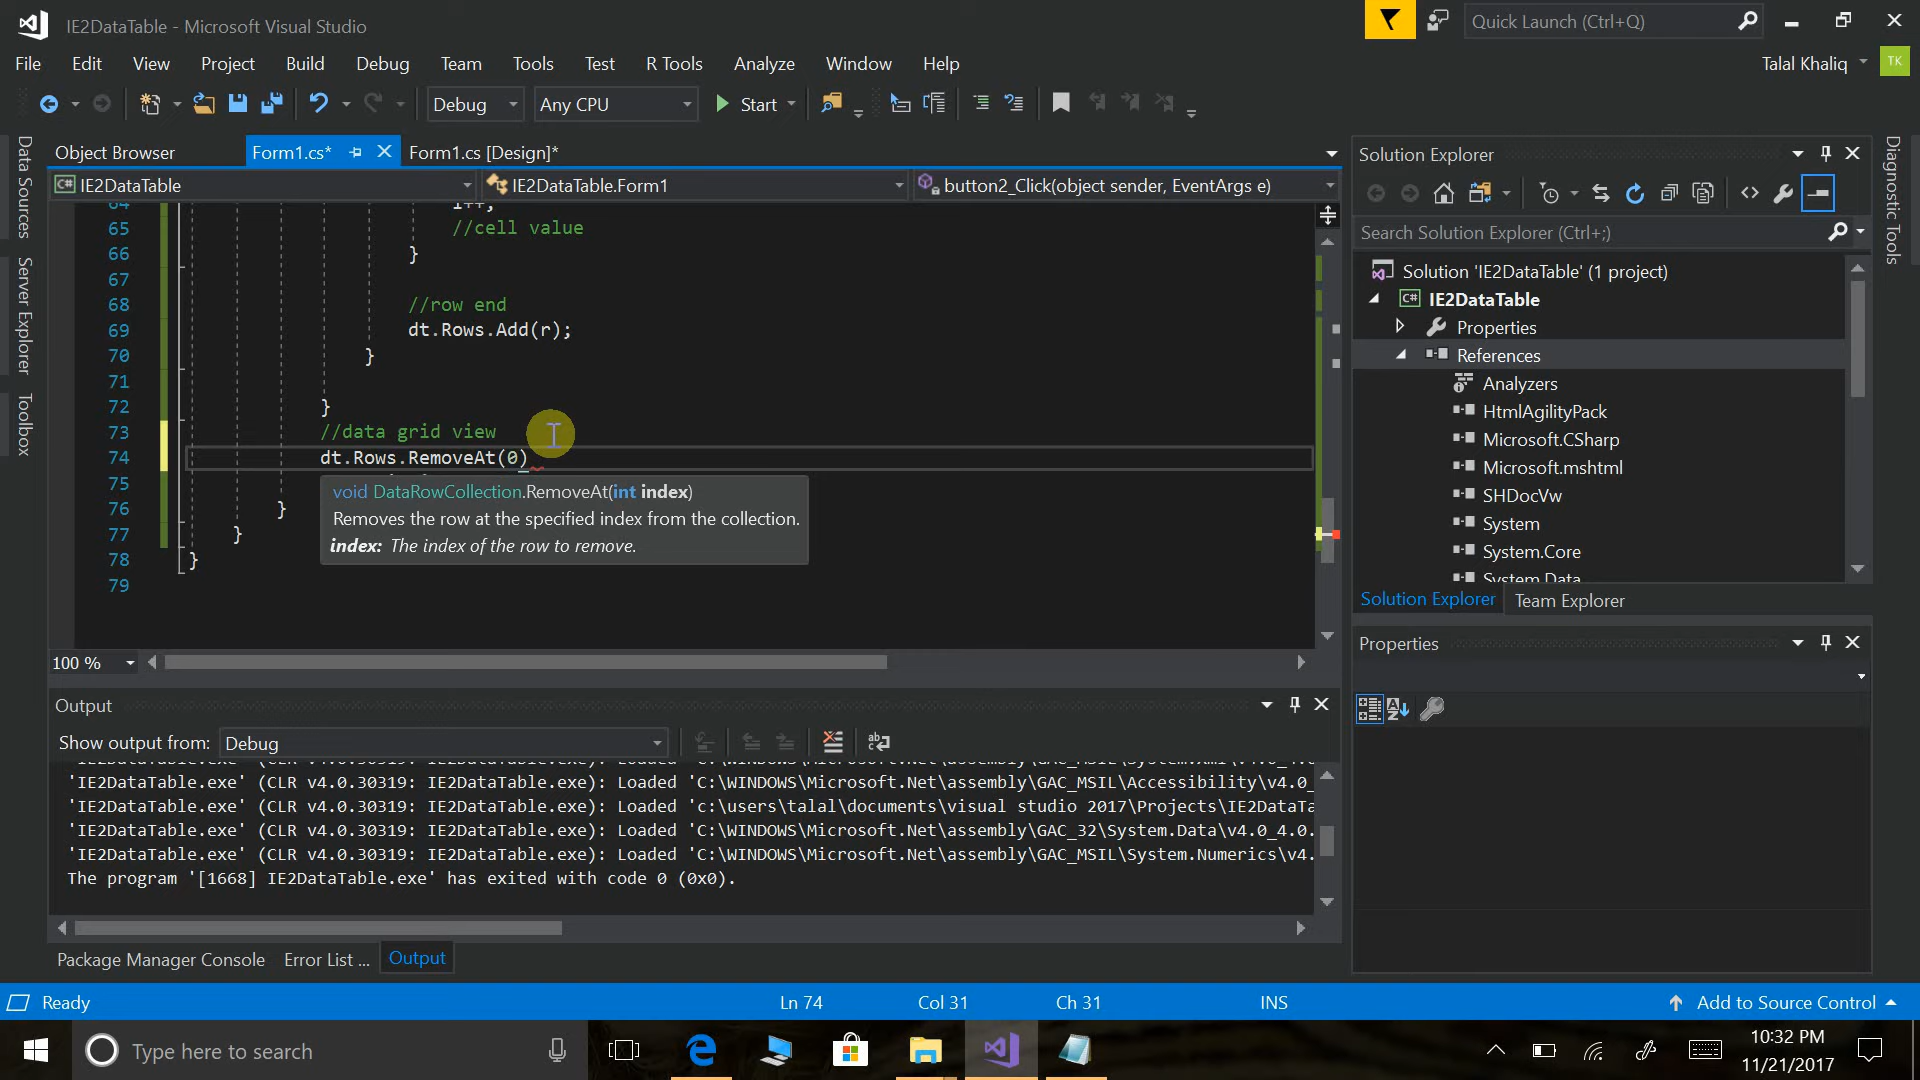 IE2DataTable - Microsoft Visual Studio
Quick Launch (Ctrl+Q)
File Edit View Project Build Debug Team Tools Test R Tools Analyze Window Help
Talal Khaliq
TK
Debug
Any CPU
Start
Data Sources
Server Explorer
Toolbox
Object Browser
Form1.cs*
Form1.cs [Design]*
IE2DataTable
IE2DataTable.Form1
button2_Click(object sender, EventArgs e)
64 i++;
65 //cell value
66 }
67
68 //row end
69 dt.Rows.Add(r);
70 }
71
72 }
73 //data grid view
74 dt.Rows.RemoveAt(0)
75
void DataRowCollection.RemoveAt(int index)
Removes the row at the specified index from the collection.
index: The index of the row to remove.
76 }
77 }
78 }
79
100 %
Output
Show output from: Debug
'IE2DataTable.exe' (CLR v4.0.30319: IE2DataTable.exe): Loaded 'C:\WINDOWS\Microsoft.Net\assembly\GAC_MSIL\Accessibility\v4.0_
'IE2DataTable.exe' (CLR v4.0.30319: IE2DataTable.exe): Loaded 'c:\users\talal\documents\visual studio 2017\Projects\IE2DataTa
'IE2DataTable.exe' (CLR v4.0.30319: IE2DataTable.exe): Loaded 'C:\WINDOWS\Microsoft.Net\assembly\GAC_32\System.Data\v4.0_4.0.
'IE2DataTable.exe' (CLR v4.0.30319: IE2DataTable.exe): Loaded 'C:\WINDOWS\Microsoft.Net\assembly\GAC_MSIL\System.Numerics\v4.
The program '[1668] IE2DataTable.exe' has exited with code 0 (0x0).
Package Manager Console
Error List ...
Output
Solution Explorer
Search Solution Explorer (Ctrl+;)
Solution 'IE2DataTable' (1 project)
IE2DataTable
Properties
References
Analyzers
HtmlAgilityPack
Microsoft.CSharp
Microsoft.mshtml
SHDocVw
System
System.Core
System.Data
Solution Explorer
Team Explorer
Properties
Diagnostic Tools
Ready
Ln 74
Col 31
Ch 31
INS
Add to Source Control
Type here to search
10:32 PM
11/21/2017